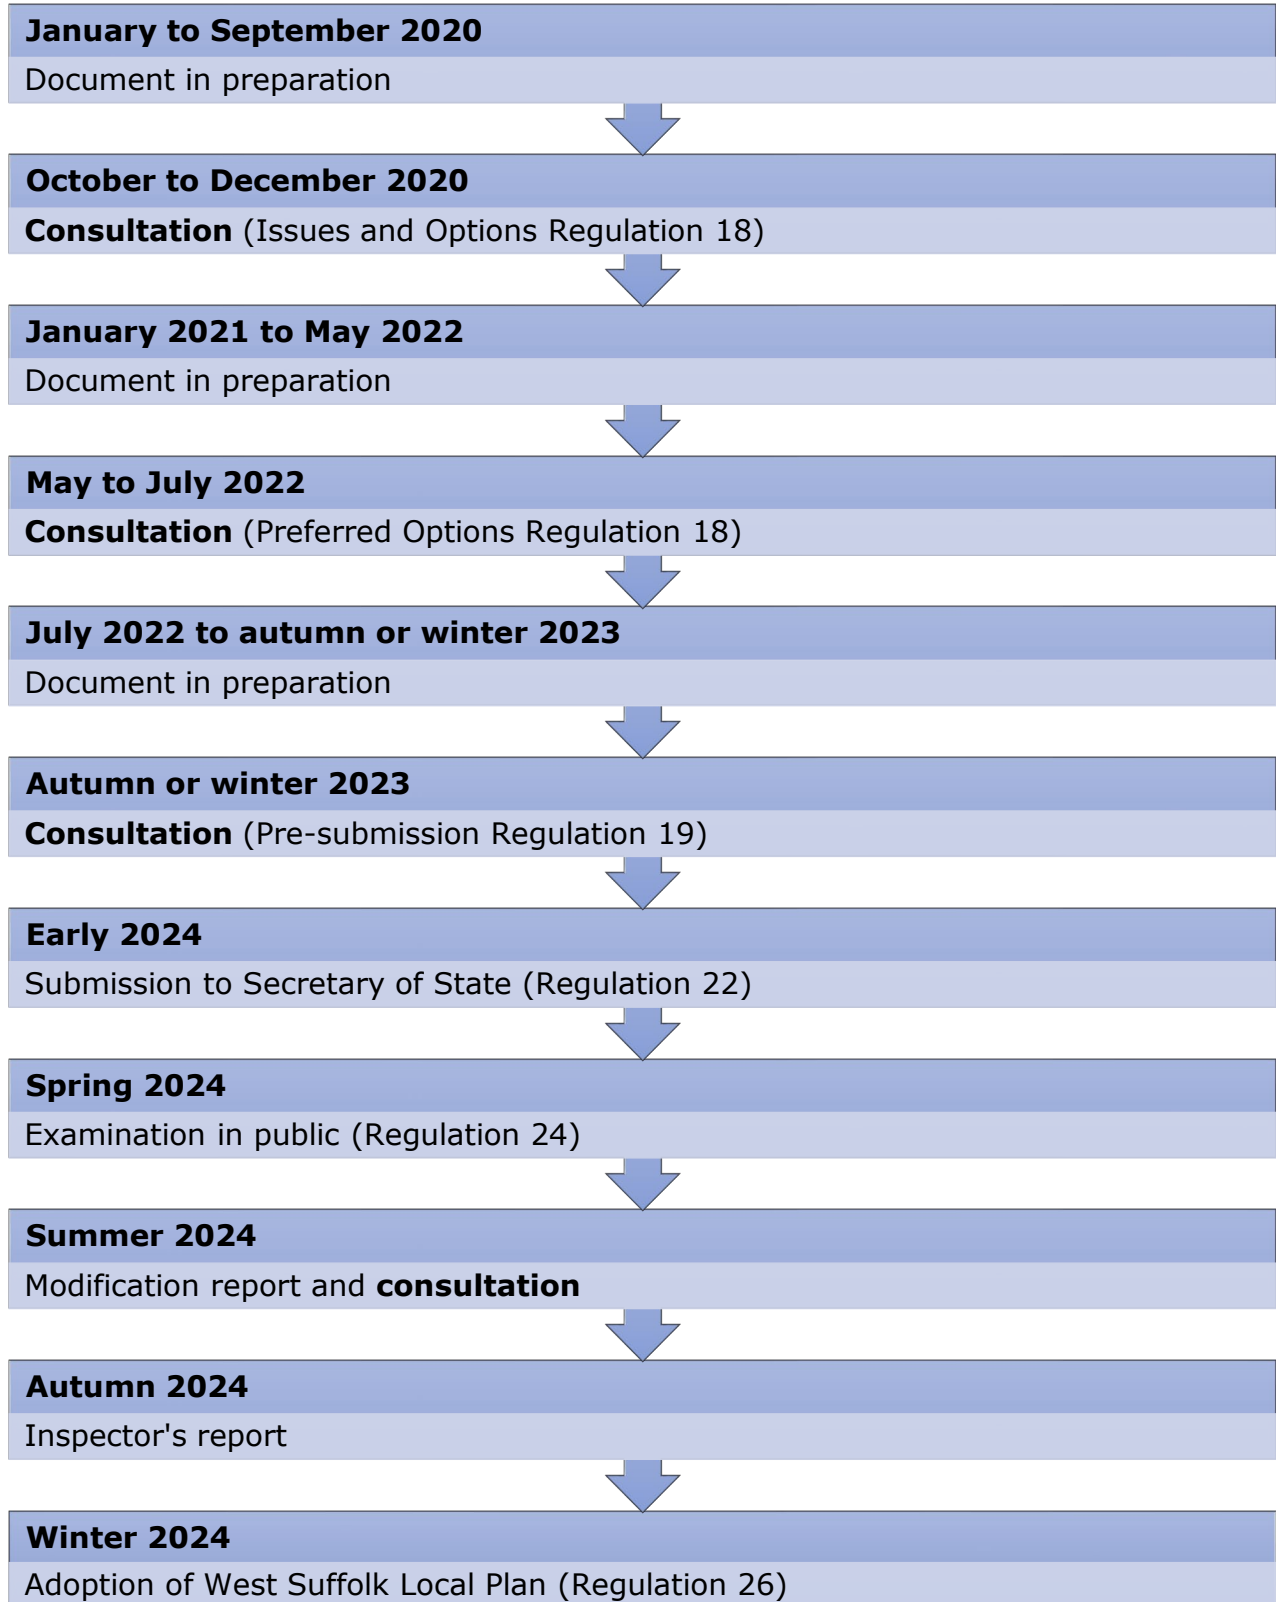 January to September 2020
Document in preparation
October to December 2020
Consultation (Issues and Options Regulation 18)
January 2021 to May 2022
Document in preparation
May to July 2022
Consultation (Preferred Options Regulation 18)
July 2022 to autumn or winter 2023
Document in preparation
Autumn or winter 2023
Consultation (Pre-submission Regulation 19)
Early 2024
Submission to Secretary of State (Regulation 22)
Spring 2024
Examination in public (Regulation 24)
Summer 2024
Modification report and consultation
Autumn 2024
Inspector's report
Winter 2024
Adoption of West Suffolk Local Plan (Regulation 26)